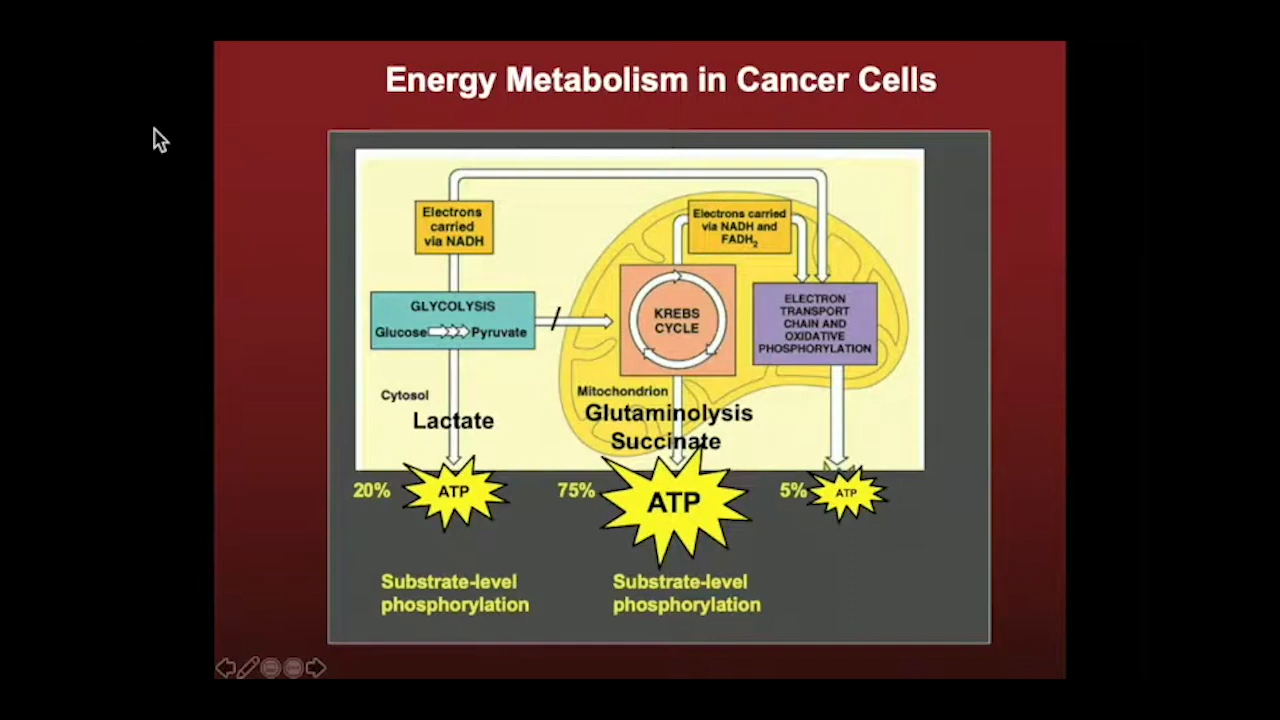 Energy Metabolism in Cancer Cells
Electrons
carried
via NADH
Electrons carried
via NADH and
FADH2
GLYCOLYSIS
Glucose Pyruvate
KREBS
CYCLE
ELECTRON
TRANSPORT
CHAIN AND
OXIDATIVE
PHOSPHORYLATION
Cytosol
Lactate
Mitochondrion
Glutaminolysis
Succinate
20%
ATP
75%
ATP
5%
ATP
Substrate-level
phosphorylation
Substrate-level
phosphorylation